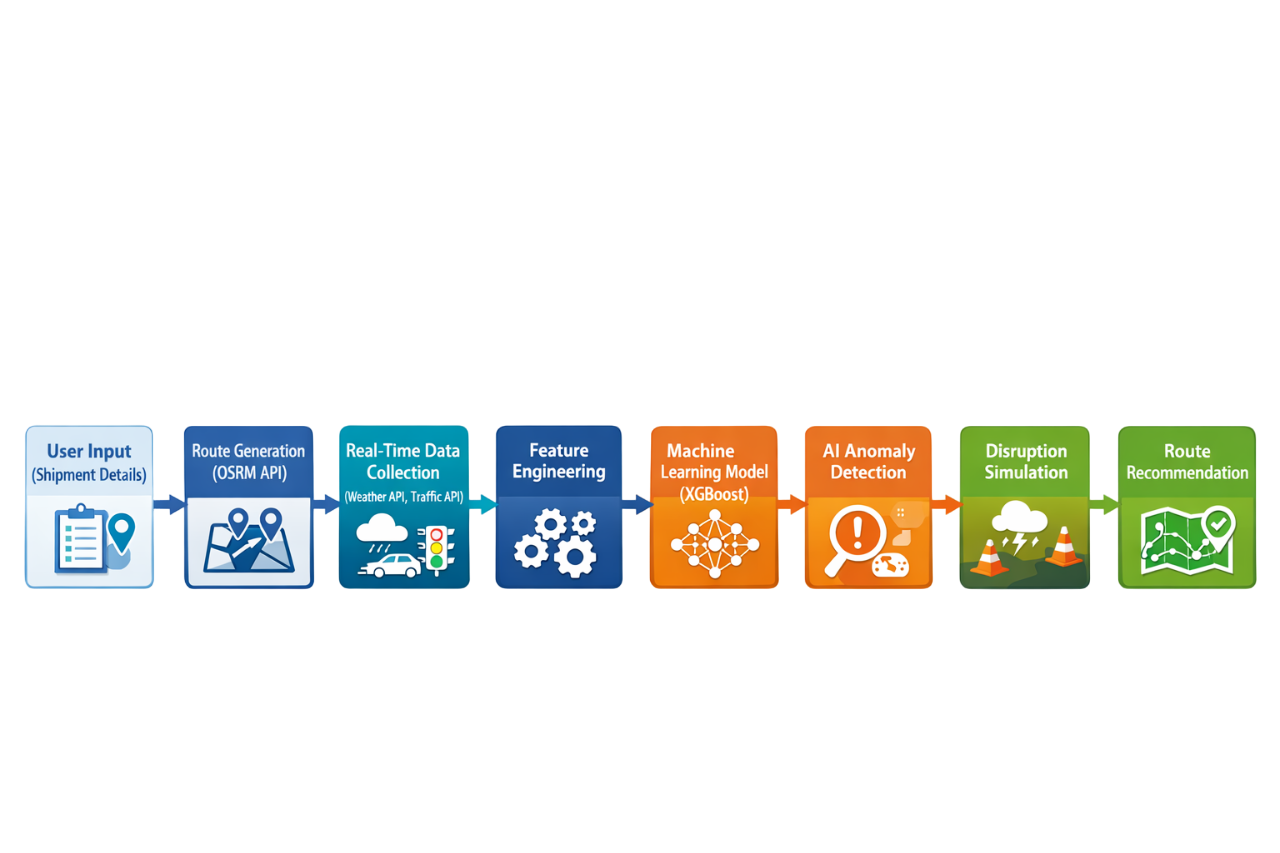 User Input
(Shipment Details)
Route Generation
(OSRM API)
Real-Time Data
Collection
(Weather API, Traffic API)
Feature
Engineering
Machine
Learning Model
(XGBoost)
AI Anomaly
Detection
Disruption
Simulation
Route
Recommendation